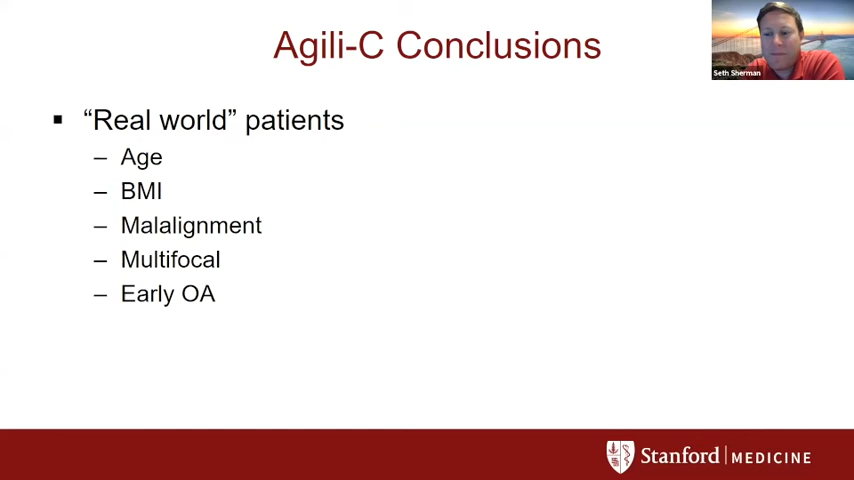 Agili-C Conclusions
Seth Sherman
▪ “Real world” patients
– Age
– BMI
– Malalignment
– Multifocal
– Early OA
Stanford | MEDICINE